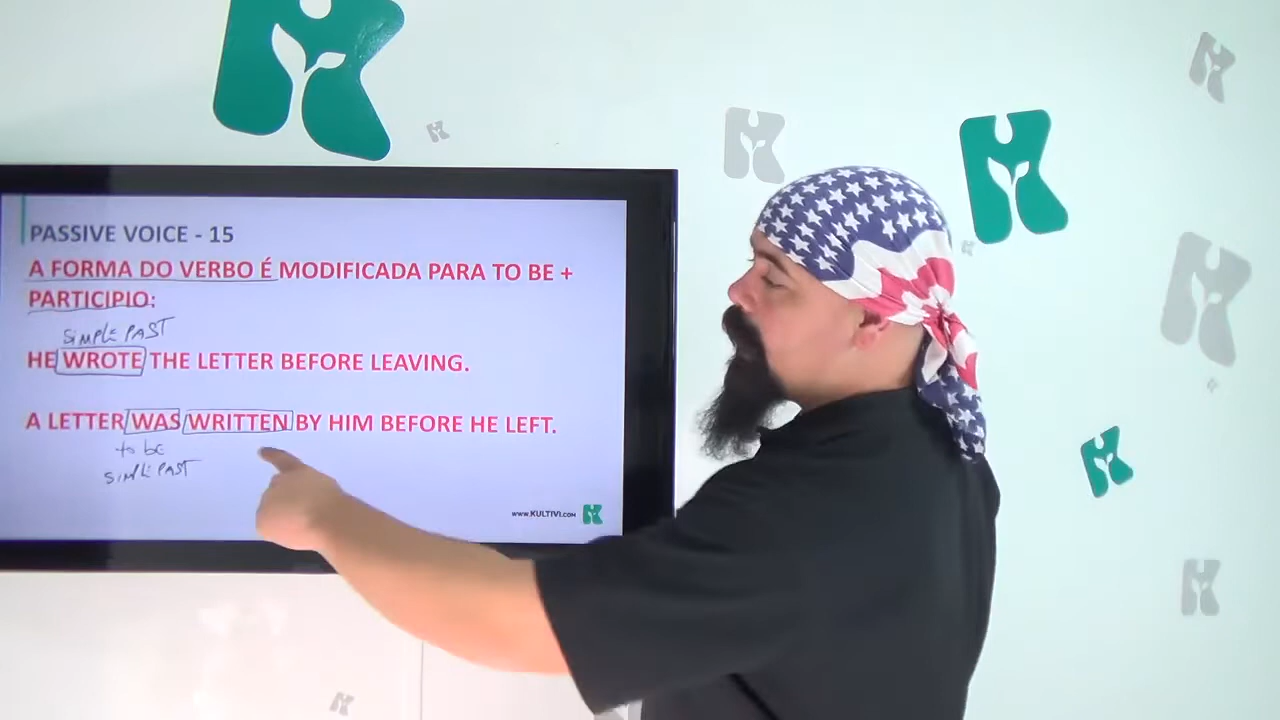 PASSIVE VOICE - 15
A FORMA DO VERBO É MODIFICADA PARA TO BE +
PARTICIPIO:
SIMPLE PAST
HE WROTE THE LETTER BEFORE LEAVING.
A LETTER WAS WRITTEN BY HIM BEFORE HE LEFT.
to be
SIMPLE PAST
WWW.KULTIVI.COM